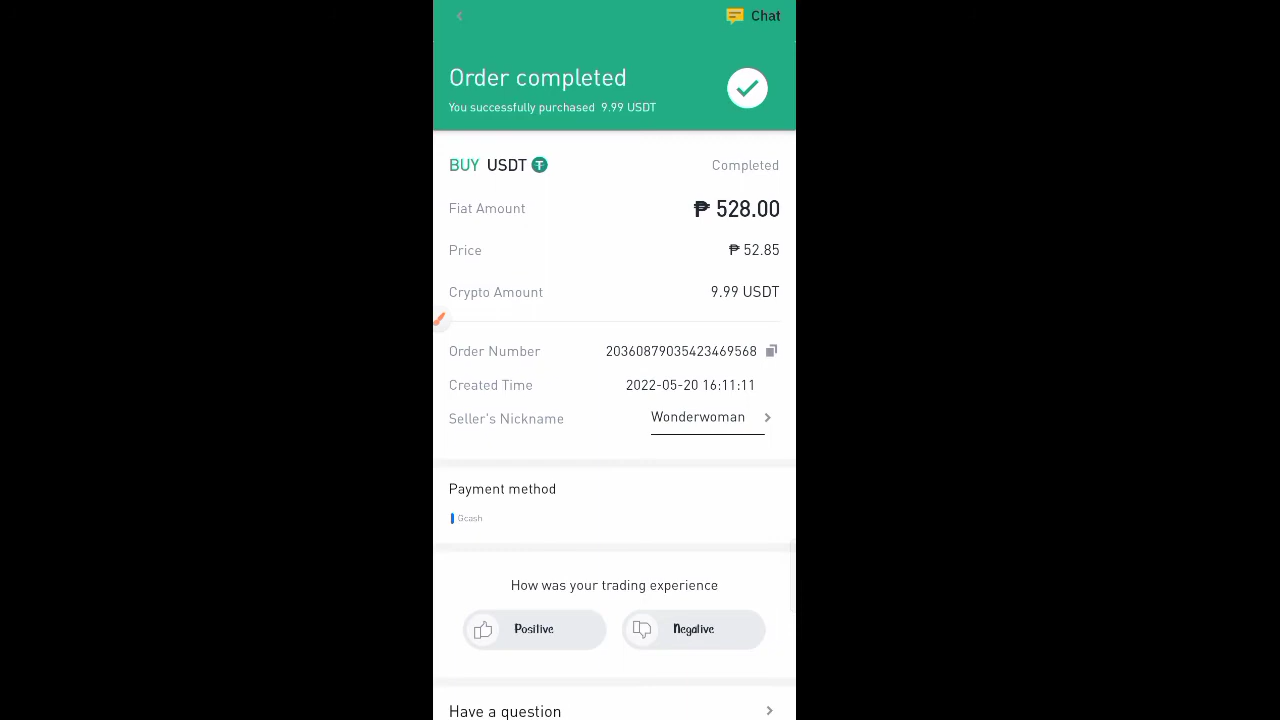 Chat
Order completed
You successfully purchased 9.99 USDT
BUY USDT
Completed
Fiat Amount
₱ 528.00
Price
₱ 52.85
Crypto Amount
9.99 USDT
Order Number
20360879035423469568
Created Time
2022-05-20 16:11:11
Seller's Nickname
Wonderwoman
Payment method
Gcash
How was your trading experience
Positive
Negative
Have a question